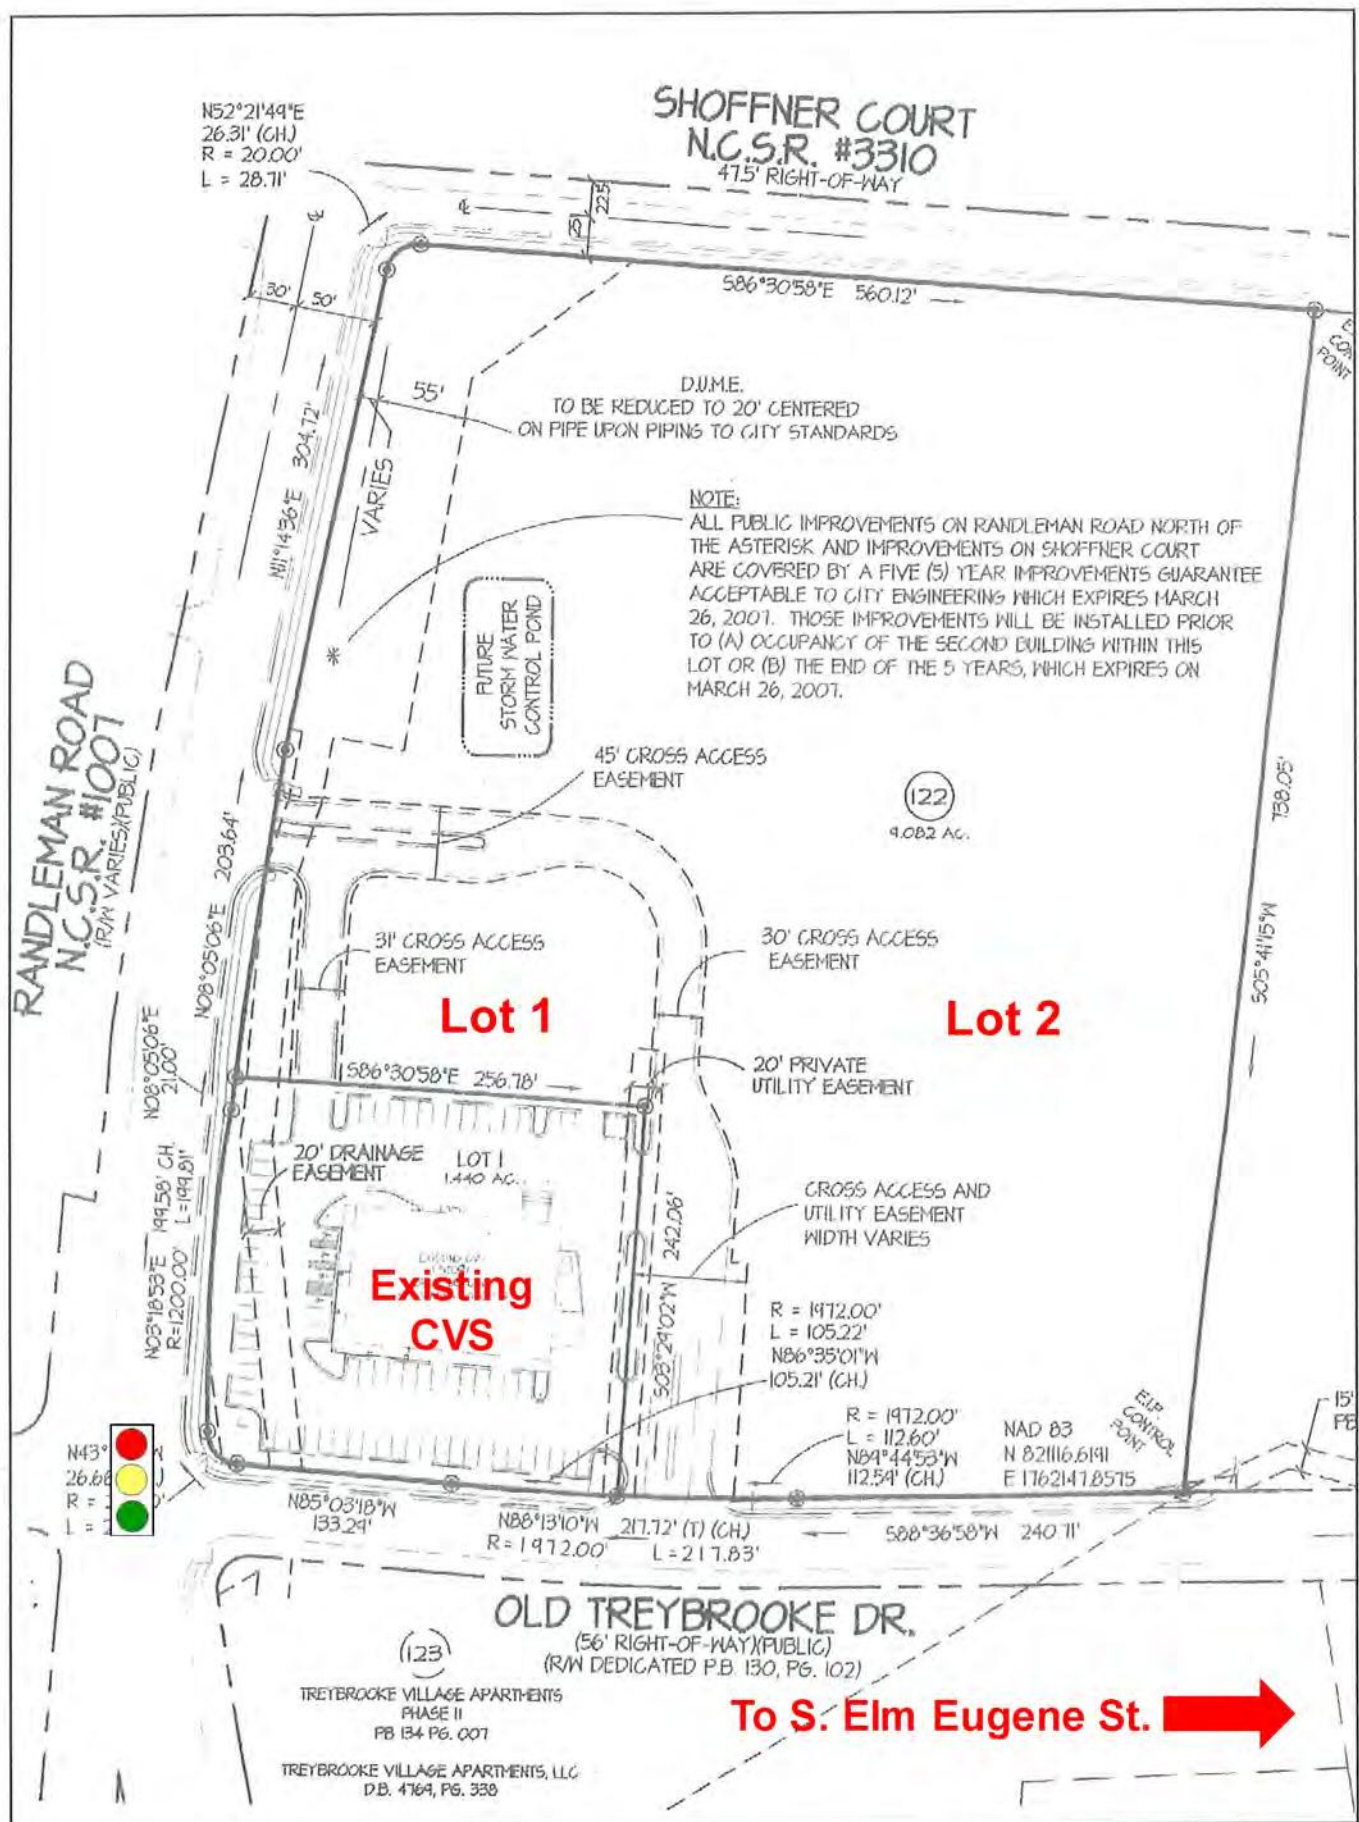 N52°21'49"E
26.31' (CH.)
R = 20.00'
L = 28.71'
SHOFFNER COURT
N.C.S.R. #3310
47.5' RIGHT-OF-WAY
22.5'
25'
30'
50'
S86°30'58"E 560.12'
POINT
55'
D.U.M.E.
TO BE REDUCED TO 20' CENTERED
ON PIPE UPON PIPING TO CITY STANDARDS
N11°14'36"E 304.72'
VARIES
NOTE:
ALL PUBLIC IMPROVEMENTS ON RANDLEMAN ROAD NORTH OF
THE ASTERISK AND IMPROVEMENTS ON SHOFFNER COURT
ARE COVERED BY A FIVE (5) YEAR IMPROVEMENTS GUARANTEE
ACCEPTABLE TO CITY ENGINEERING WHICH EXPIRES MARCH
26, 2007. THOSE IMPROVEMENTS WILL BE INSTALLED PRIOR
TO (A) OCCUPANCY OF THE SECOND BUILDING WITHIN THIS
LOT OR (B) THE END OF THE 5 YEARS, WHICH EXPIRES ON
MARCH 26, 2007.
*
FUTURE
STORM WATER
CONTROL POND
RANDLEMAN ROAD
N.C.S.R. #1007
(R/W VARIES)(PUBLIC)
45' CROSS ACCESS
EASEMENT
122
9.082 AC.
738.05'
S05°41'15"W
N08°05'06"E 203.64'
31' CROSS ACCESS
EASEMENT
30' CROSS ACCESS
EASEMENT
Lot 1
Lot 2
N08°05'06"E
21.00'
S86°30'58"E 256.78'
20' PRIVATE
UTILITY EASEMENT
20' DRAINAGE
EASEMENT
LOT 1
1.440 AC.
N03°18'53"E 199.58' CH.
R=1200.00' L=199.81'
CROSS ACCESS AND
UTILITY EASEMENT
WIDTH VARIES
S03°29'02"W 242.06'
Existing
CVS
R = 1972.00'
L = 105.22'
N86°35'01"W
105.21' (CH.)
R = 1972.00'
L = 112.60'
N89°44'53"W
112.59' (CH.)
NAD 83
N 821116.6191
E 1762147.8575
E.I.P.
CONTROL
POINT
15'
N43°
26.66
R =
L =
N85°03'18"W
133.29'
N88°13'10"W 217.72' (T) (CH.)
R=1972.00' L=217.83'
S88°36'58"W 240.71'
OLD TREYBROOKE DR.
(56' RIGHT-OF-WAY)(PUBLIC)
(R/W DEDICATED P.B. 130, PG. 102)
123
TREYBROOKE VILLAGE APARTMENTS
PHASE II
PB 134 PG. 007
TREYBROOKE VILLAGE APARTMENTS, LLC
D.B. 4769, PG. 338
To S. Elm Eugene St.